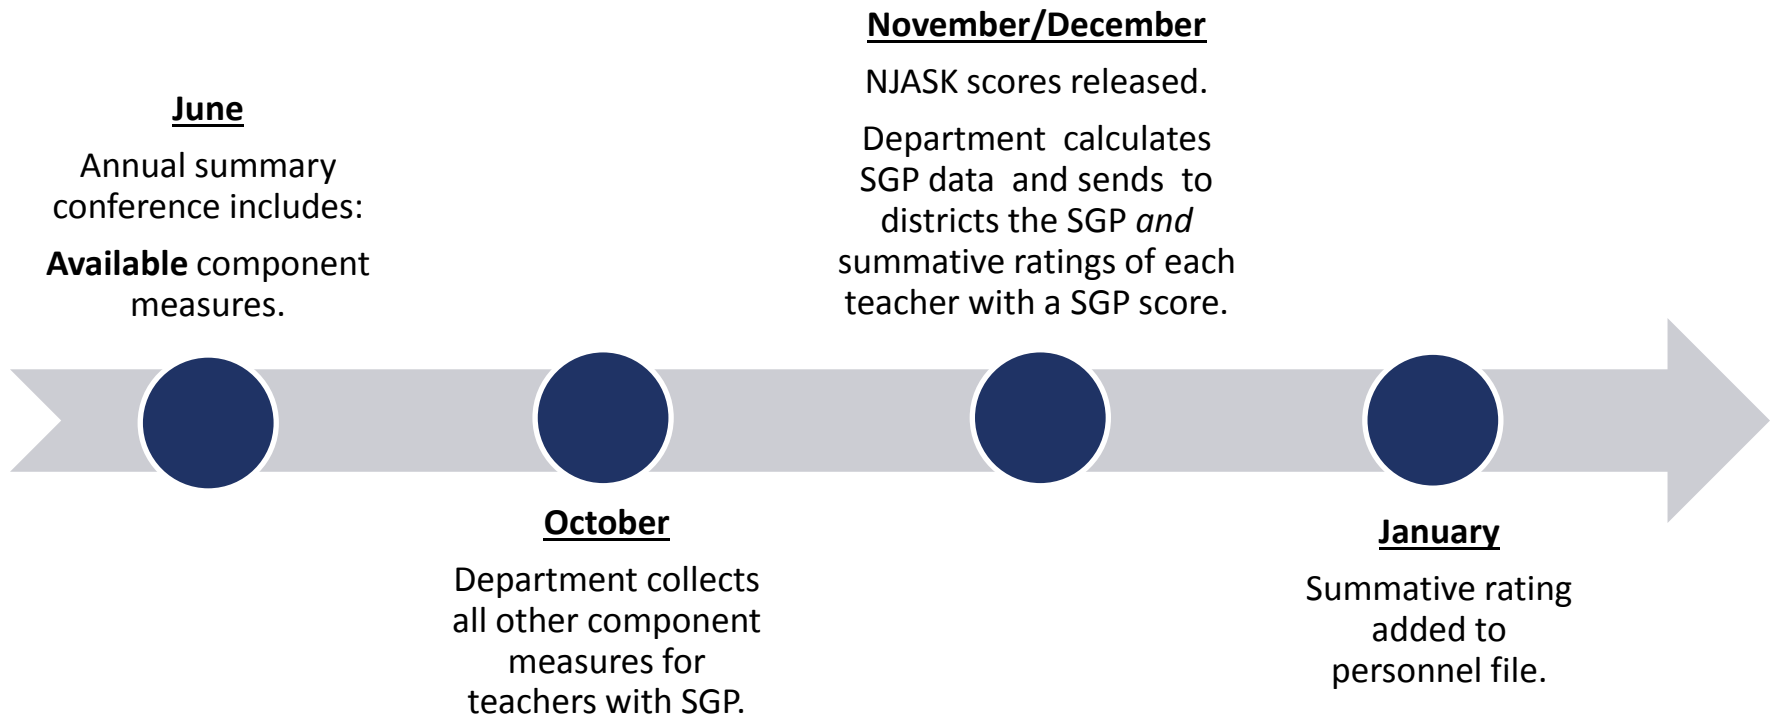 June
Annual summary
conference includes:
Available component
measures.
October
Department collects
all other component
measures for
teachers with SGP.
November/December
NJASK scores released.
Department calculates
SGP data and sends to
districts the SGP and
summative ratings of each
teacher with a SGP score.
January
Summative rating
added to
personnel file.